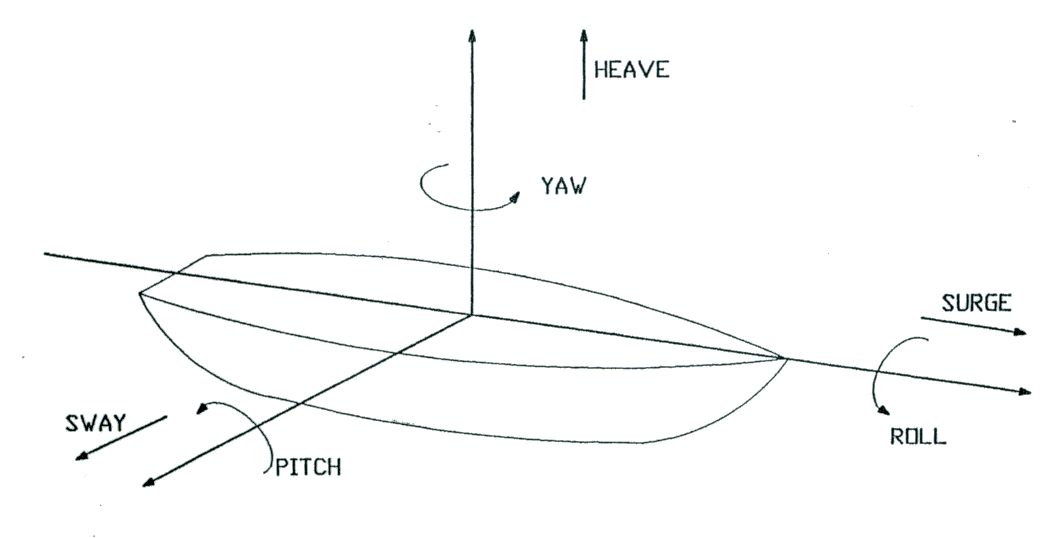 HEAVE
YAW
SURGE
SWAY
PITCH
ROLL